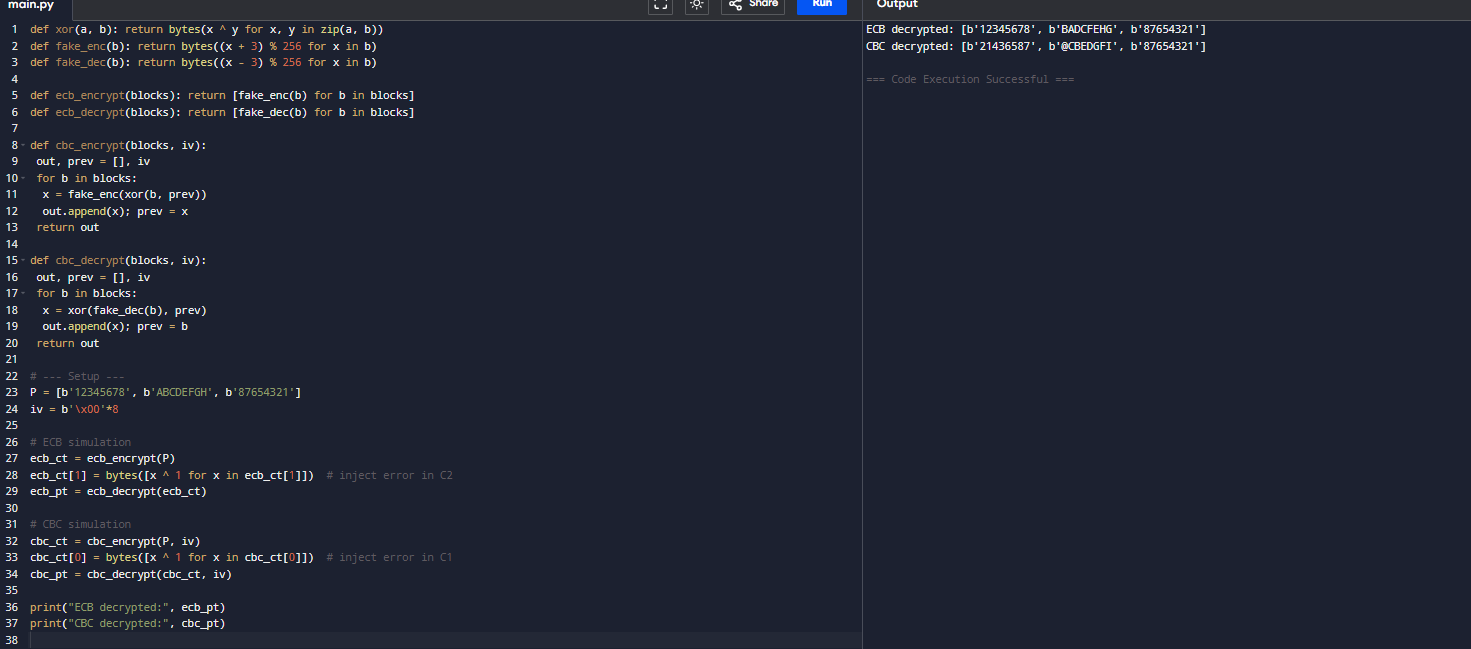 main.py
Share
Run
Output
1 def xor(a, b): return bytes(x ^ y for x, y in zip(a, b))
2 def fake_enc(b): return bytes((x + 3) % 256 for x in b)
3 def fake_dec(b): return bytes((x - 3) % 256 for x in b)
4
5 def ecb_encrypt(blocks): return [fake_enc(b) for b in blocks]
6 def ecb_decrypt(blocks): return [fake_dec(b) for b in blocks]
7
8 def cbc_encrypt(blocks, iv):
9  out, prev = [], iv
10  for b in blocks:
11   x = fake_enc(xor(b, prev))
12   out.append(x); prev = x
13  return out
14
15 def cbc_decrypt(blocks, iv):
16  out, prev = [], iv
17  for b in blocks:
18   x = xor(fake_dec(b), prev)
19   out.append(x); prev = b
20  return out
21
22 # --- Setup ---
23 P = [b'12345678', b'ABCDEFGH', b'87654321']
24 iv = b'\x00'*8
25
26 # ECB simulation
27 ecb_ct = ecb_encrypt(P)
28 ecb_ct[1] = bytes([x ^ 1 for x in ecb_ct[1]])  # inject error in C2
29 ecb_pt = ecb_decrypt(ecb_ct)
30
31 # CBC simulation
32 cbc_ct = cbc_encrypt(P, iv)
33 cbc_ct[0] = bytes([x ^ 1 for x in cbc_ct[0]])  # inject error in C1
34 cbc_pt = cbc_decrypt(cbc_ct, iv)
35
36 print("ECB decrypted:", ecb_pt)
37 print("CBC decrypted:", cbc_pt)
38
ECB decrypted: [b'12345678', b'BADCFEHG', b'87654321']
CBC decrypted: [b'21436587', b'@CBEDGFI', b'87654321']
=== Code Execution Successful ===